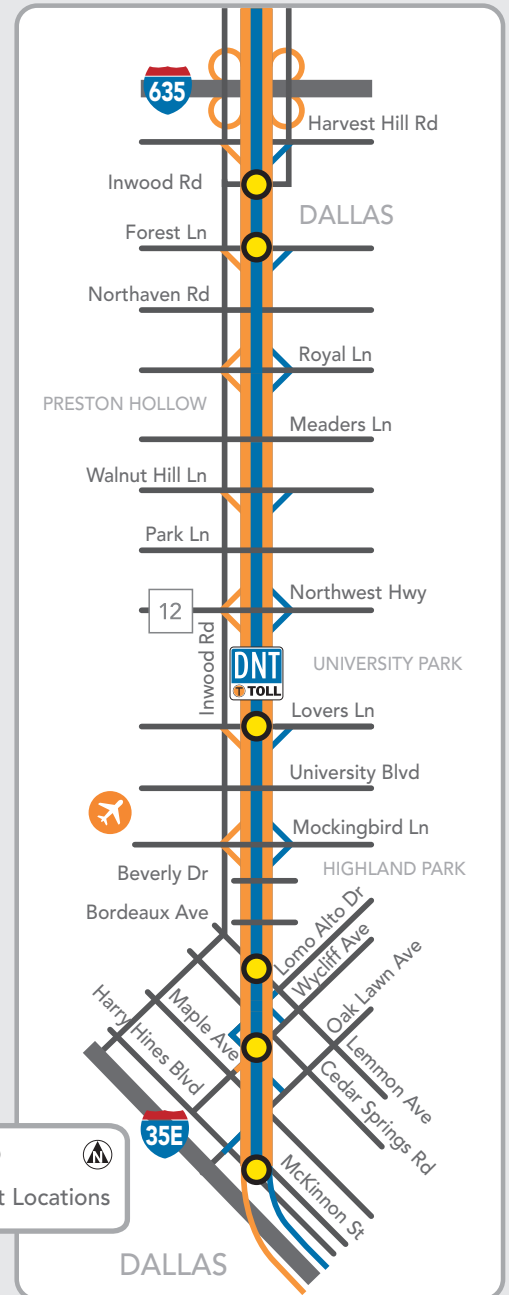 635
Harvest Hill Rd
Inwood Rd
DALLAS
Forest Ln
Northaven Rd
Royal Ln
PRESTON HOLLOW
Meaders Ln
Walnut Hill Ln
Park Ln
Northwest Hwy
12
Inwood Rd
DNT
T TOLL
UNIVERSITY PARK
Lovers Ln
University Blvd
Mockingbird Ln
HIGHLAND PARK
Beverly Dr
Bordeaux Ave
Lomo Alto Dr
Wycliff Ave
Oak Lawn Ave
Maple Ave
Harry Hines Blvd
Lemmon Ave
Cedar Springs Rd
35E
McKinnon St
N
t Locations
DALLAS